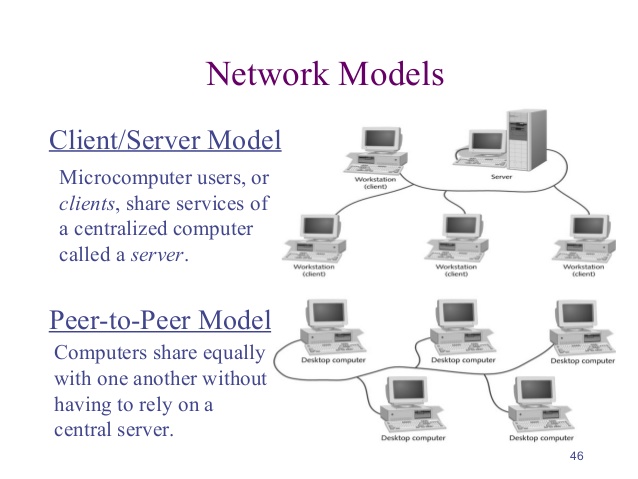 Network Models
Client/Server Model
Microcomputer users, or
clients, share services of
a centralized computer
called a server.
Workstation
(client)
Server
Workstation
(client)
Workstation
(client)
Workstation
(client)
Peer-to-Peer Model
Computers share equally
with one another without
having to rely on a
central server.
Desktop computer
Desktop computer
Desktop computer
Desktop computer
Desktop computer
46